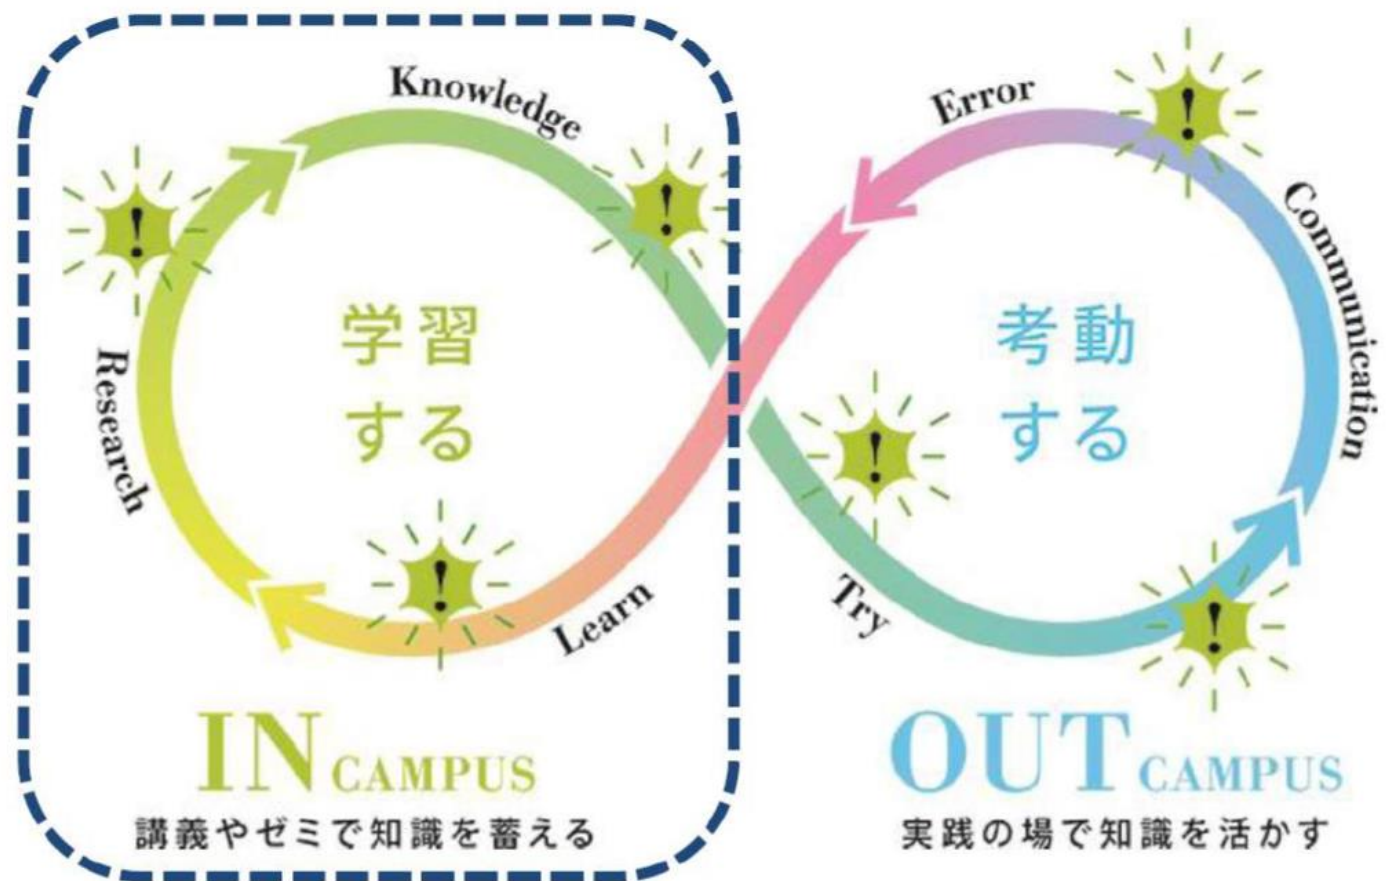 Knowledge
!
!
学習
する
Research
!
Learn
IN CAMPUS
講義やゼミで知識を蓄える
Error
!
Communication
考動
する
!
Try
!
OUT CAMPUS
実践の場で知識を活かす